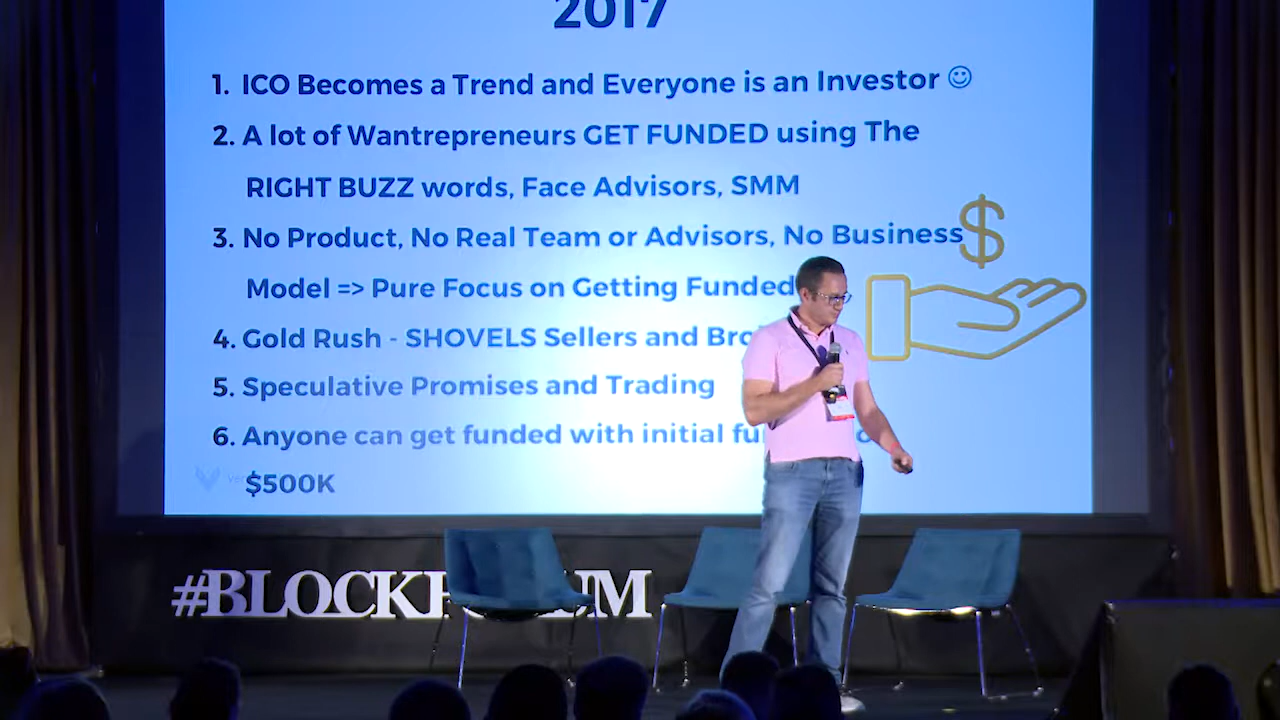 2017
1. ICO Becomes a Trend and Everyone is an Investor ☺
2. A lot of Wantrepreneurs GET FUNDED using The
RIGHT BUZZ words, Face Advisors, SMM
3. No Product, No Real Team or Advisors, No Business
Model => Pure Focus on Getting Funded
4. Gold Rush - SHOVELS Sellers and
5. Speculative Promises and Trading
6. Anyone can get funded with initial
$500K
$